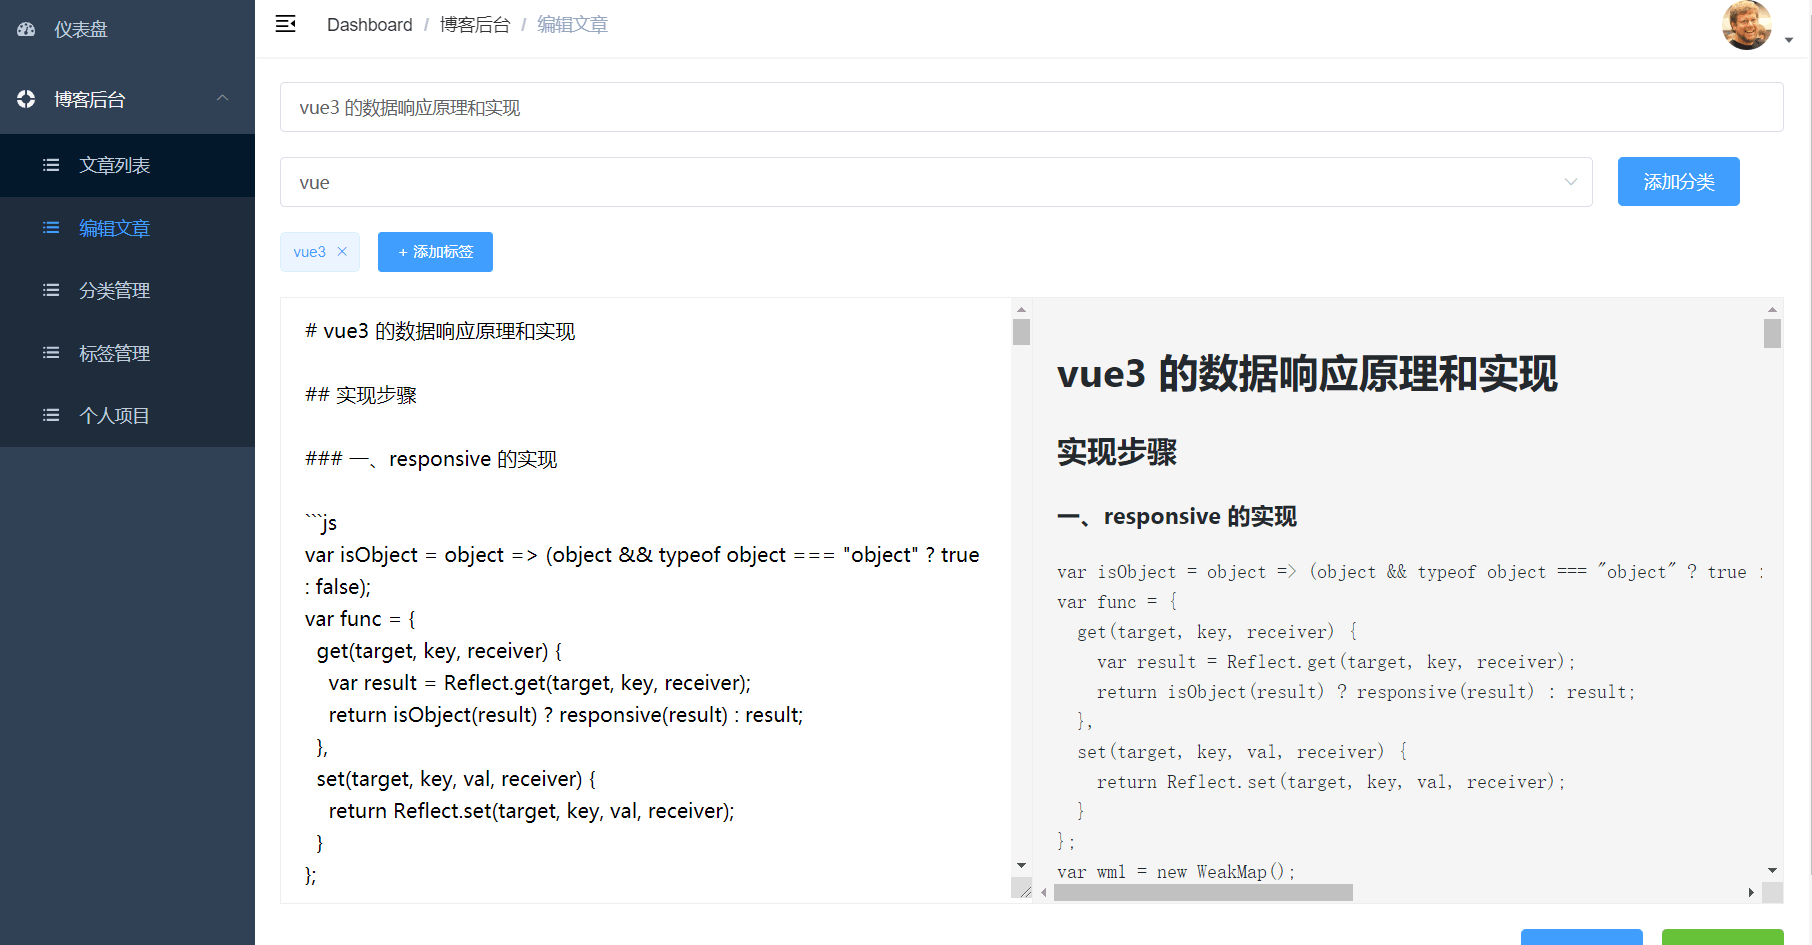 仪表盘
博客后台
文章列表
编辑文章
分类管理
标签管理
个人项目
Dashboard / 博客后台 / 编辑文章
vue3 的数据响应原理和实现
vue
添加分类
vue3
+ 添加标签
# vue3 的数据响应原理和实现
## 实现步骤
### 一、responsive 的实现
```js
var isObject = object => (object && typeof object === "object" ? true
: false);
var func = {
get(target, key, receiver) {
var result = Reflect.get(target, key, receiver);
return isObject(result) ? responsive(result) : result;
},
set(target, key, val, receiver) {
return Reflect.set(target, key, val, receiver);
}
};
vue3 的数据响应原理和实现
实现步骤
一、responsive 的实现
var isObject = object => (object && typeof object === "object" ? true :
var func = {
get(target, key, receiver) {
var result = Reflect.get(target, key, receiver);
return isObject(result) ? responsive(result) : result;
},
set(target, key, val, receiver) {
return Reflect.set(target, key, val, receiver);
}
};
var wml = new WeakMap();